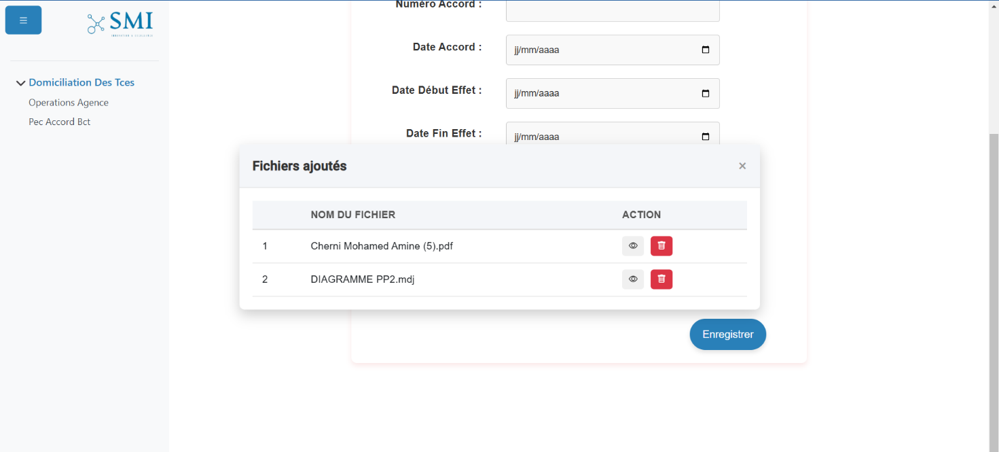 SMI
Domiciliation Des Tces
Operations Agence
Pec Accord Bct
Numéro Accord :
Date Accord :
jj/mm/aaaa
Date Début Effet :
jj/mm/aaaa
Date Fin Effet :
jj/mm/aaaa
Fichiers ajoutés
×
NOM DU FICHIER ACTION
1 Cherni Mohamed Amine (5).pdf
2 DIAGRAMME PP2.mdj
Enregistrer